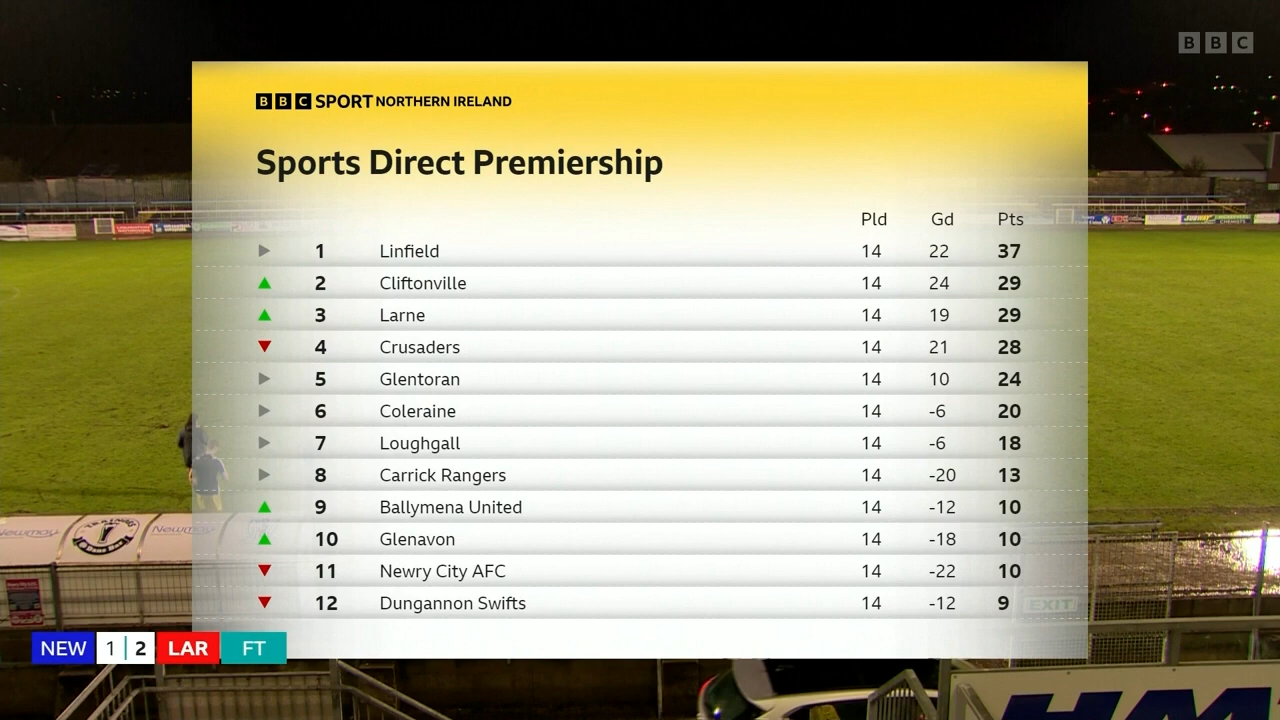 BBC
BBC SPORT NORTHERN IRELAND
Sports Direct Premiership
Pld Gd Pts
1 Linfield 14 22 37
2 Cliftonville 14 24 29
3 Larne 14 19 29
4 Crusaders 14 21 28
5 Glentoran 14 10 24
6 Coleraine 14 -6 20
7 Loughgall 14 -6 18
8 Carrick Rangers 14 -20 13
9 Ballymena United 14 -12 10
10 Glenavon 14 -18 10
11 Newry City AFC 14 -22 10
12 Dungannon Swifts 14 -12 9
EXIT
Newmay
Newmay
NEW 1 2 LAR FT